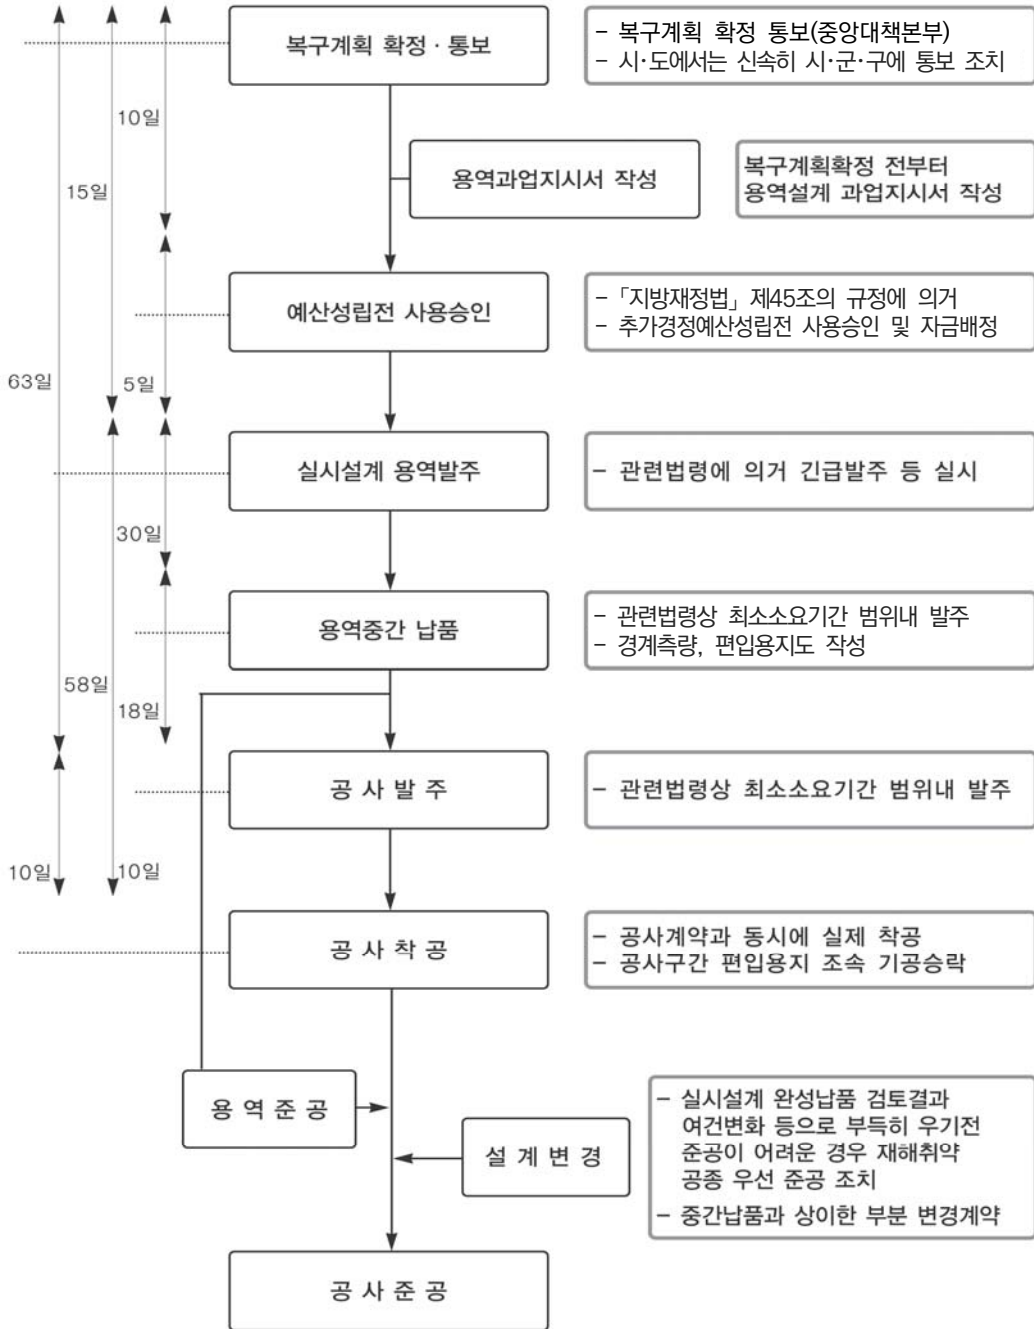 복구계획 확정 · 통보
- 복구계획 확정 통보(중앙대책본부)
- 시·도에서는 신속히 시·군·구에 통보 조치
10일
15일
용역과업지시서 작성
복구계획확정 전부터
용역설계 과업지시서 작성
예산성립전 사용승인
- 「지방재정법」 제45조의 규정에 의거
- 추가경정예산성립전 사용승인 및 자금배정
63일
5일
실시설계 용역발주
- 관련법령에 의거 긴급발주 등 실시
30일
용역중간 납품
- 관련법령상 최소소요기간 범위내 발주
- 경계측량, 편입용지도 작성
58일
18일
공 사 발 주
- 관련법령상 최소소요기간 범위내 발주
10일
10일
공 사 착 공
- 공사계약과 동시에 실제 착공
- 공사구간 편입용지 조속 기공승락
용 역 준 공
설 계 변 경
- 실시설계 완성납품 검토결과
여건변화 등으로 부득히 우기전
준공이 어려운 경우 재해취약
공종 우선 준공 조치
- 중간납품과 상이한 부분 변경계약
공 사 준 공